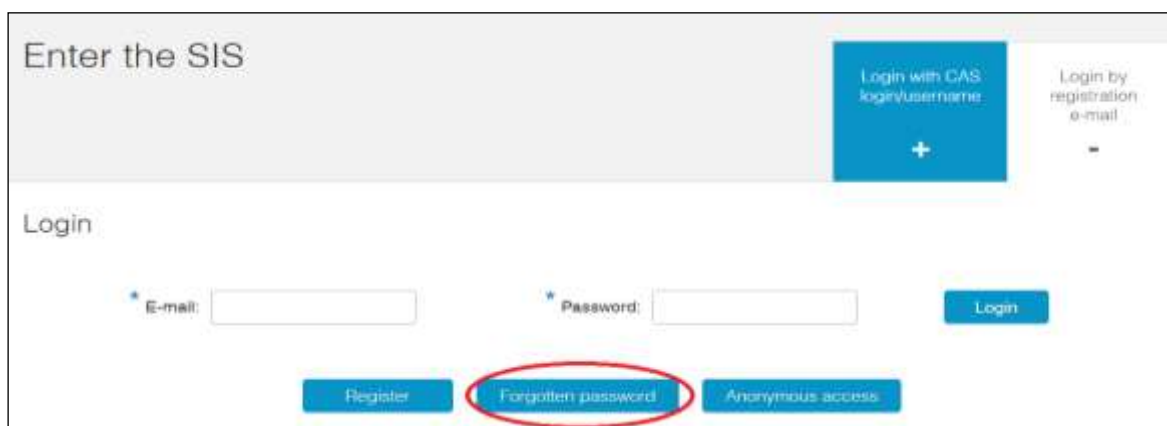 Enter the SIS
Login with CAS
login/username
+
Login by
registration
e-mail
-
Login
* E-mail:
* Password:
Login
Register
Forgotten password
Anonymous access